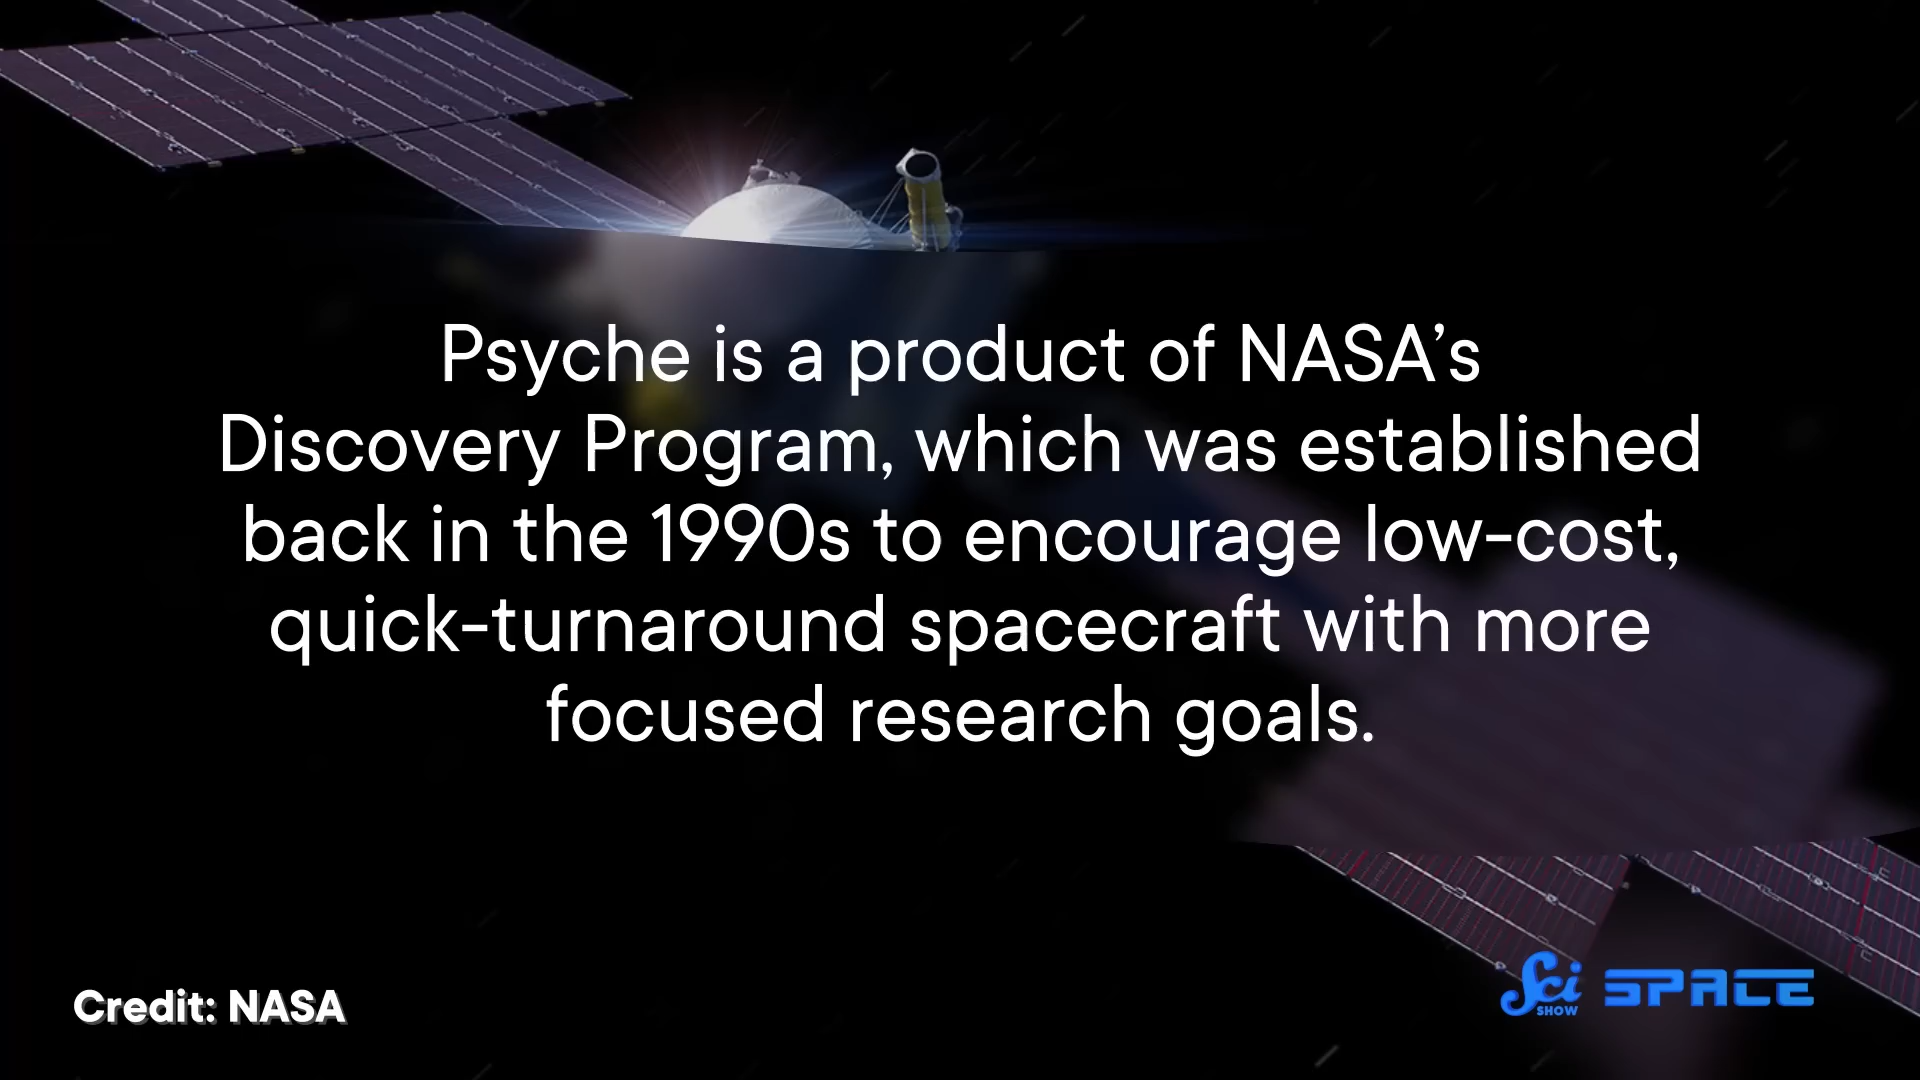 Psyche is a product of NASA’s
Discovery Program, which was established
back in the 1990s to encourage low-cost,
quick-turnaround spacecraft with more
focused research goals.
Credit: NASA
Sci SHOW SPACE